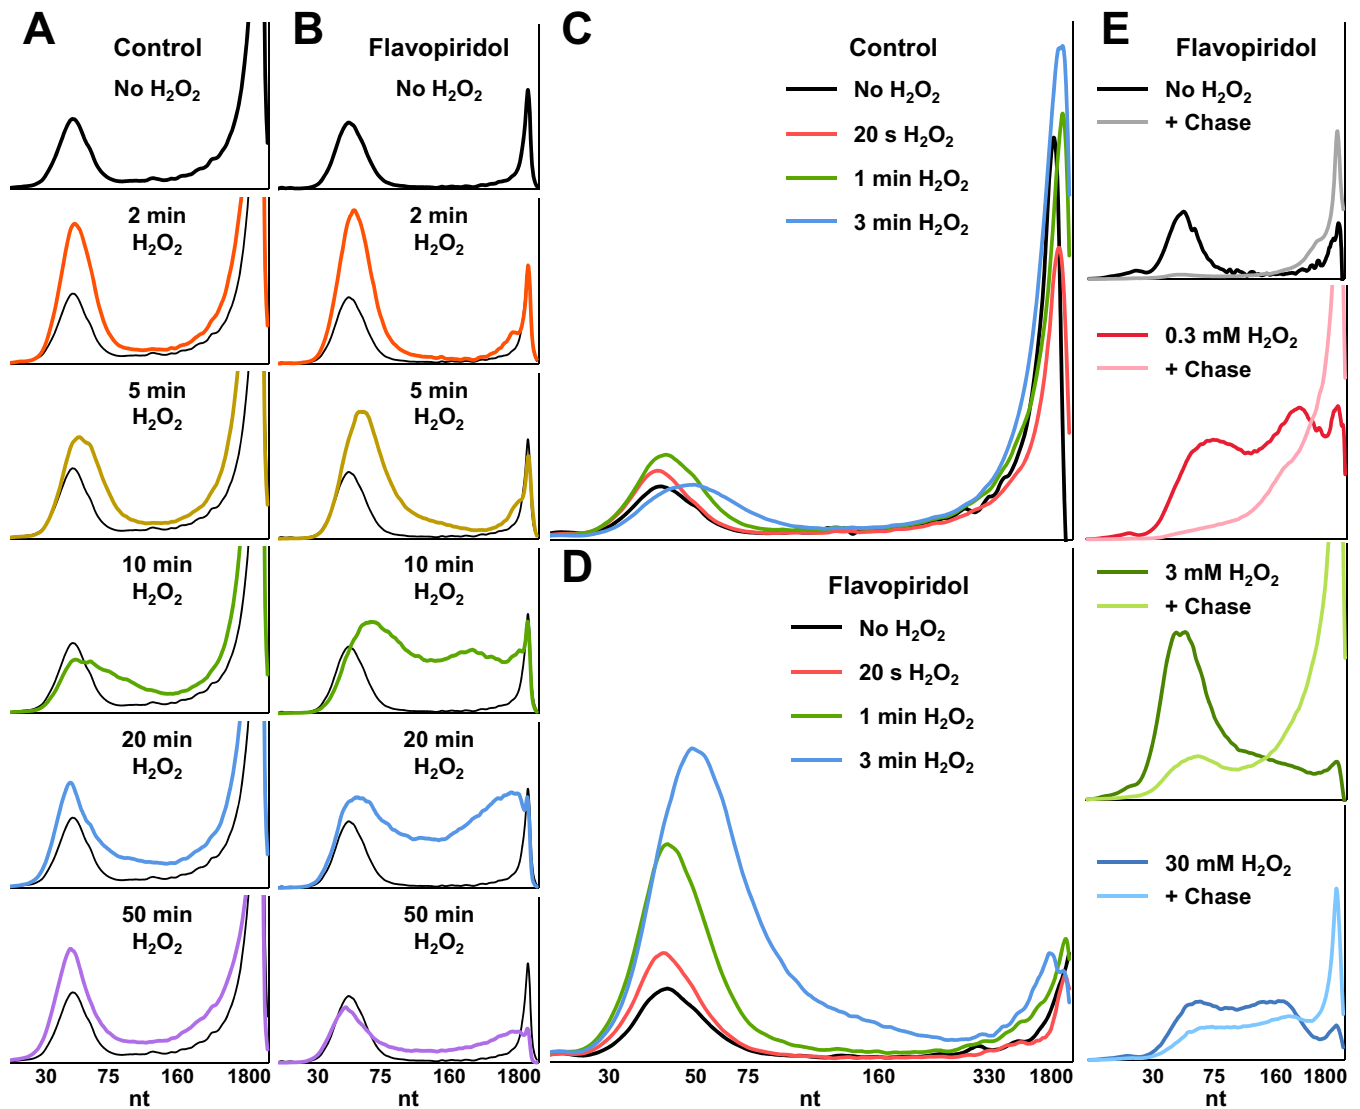 A
Control
No H₂O₂
2 min
H₂O₂
5 min
H₂O₂
10 min
H₂O₂
20 min
H₂O₂
50 min
H₂O₂
30 75 160 1800
nt
B
Flavopiridol
No H₂O₂
2 min
H₂O₂
5 min
H₂O₂
10 min
H₂O₂
20 min
H₂O₂
50 min
H₂O₂
30 75 160 1800
nt
C
Control
No H₂O₂
20 s H₂O₂
1 min H₂O₂
3 min H₂O₂
D
Flavopiridol
No H₂O₂
20 s H₂O₂
1 min H₂O₂
3 min H₂O₂
30 50 75 160 330 1800
nt
E
Flavopiridol
No H₂O₂
+ Chase
0.3 mM H₂O₂
+ Chase
3 mM H₂O₂
+ Chase
30 mM H₂O₂
+ Chase
30 75 160 1800
nt